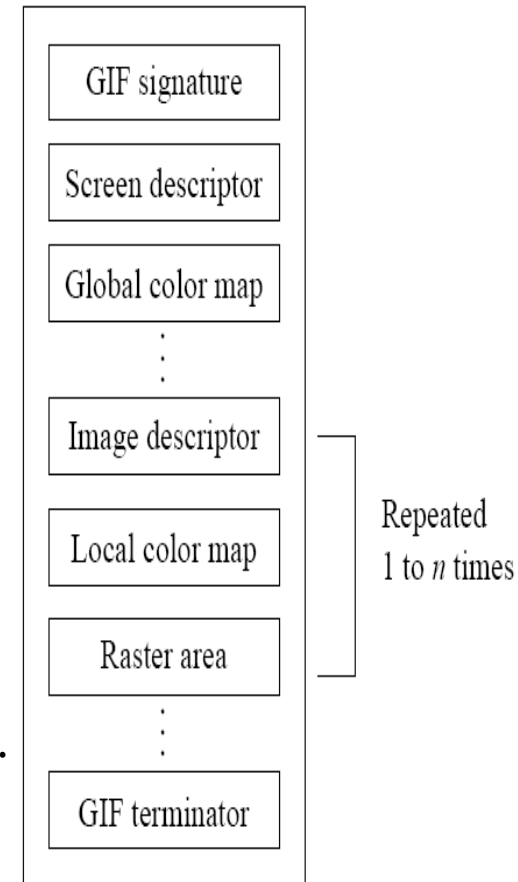 GIF signature
Screen descriptor
Global color map
⋮
Image descriptor
Local color map
Raster area
⋮
GIF terminator
Repeated
1 to n times
.